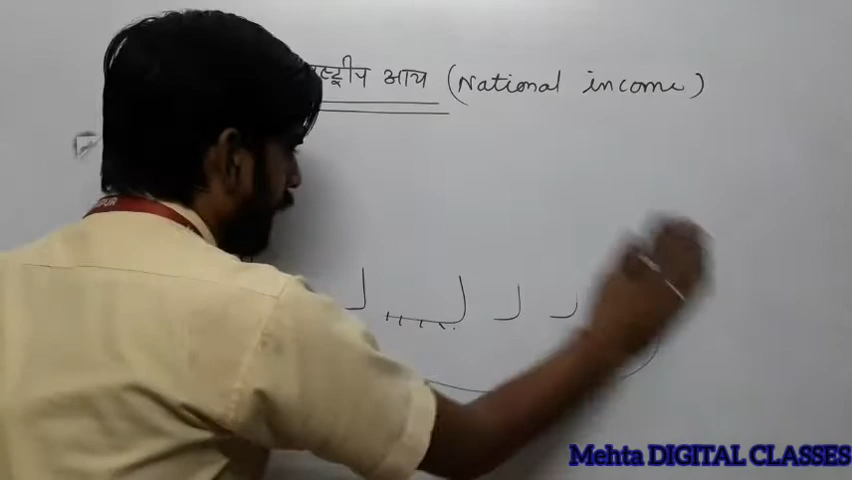 आय (National income)
Mehta DIGITAL CLASSES